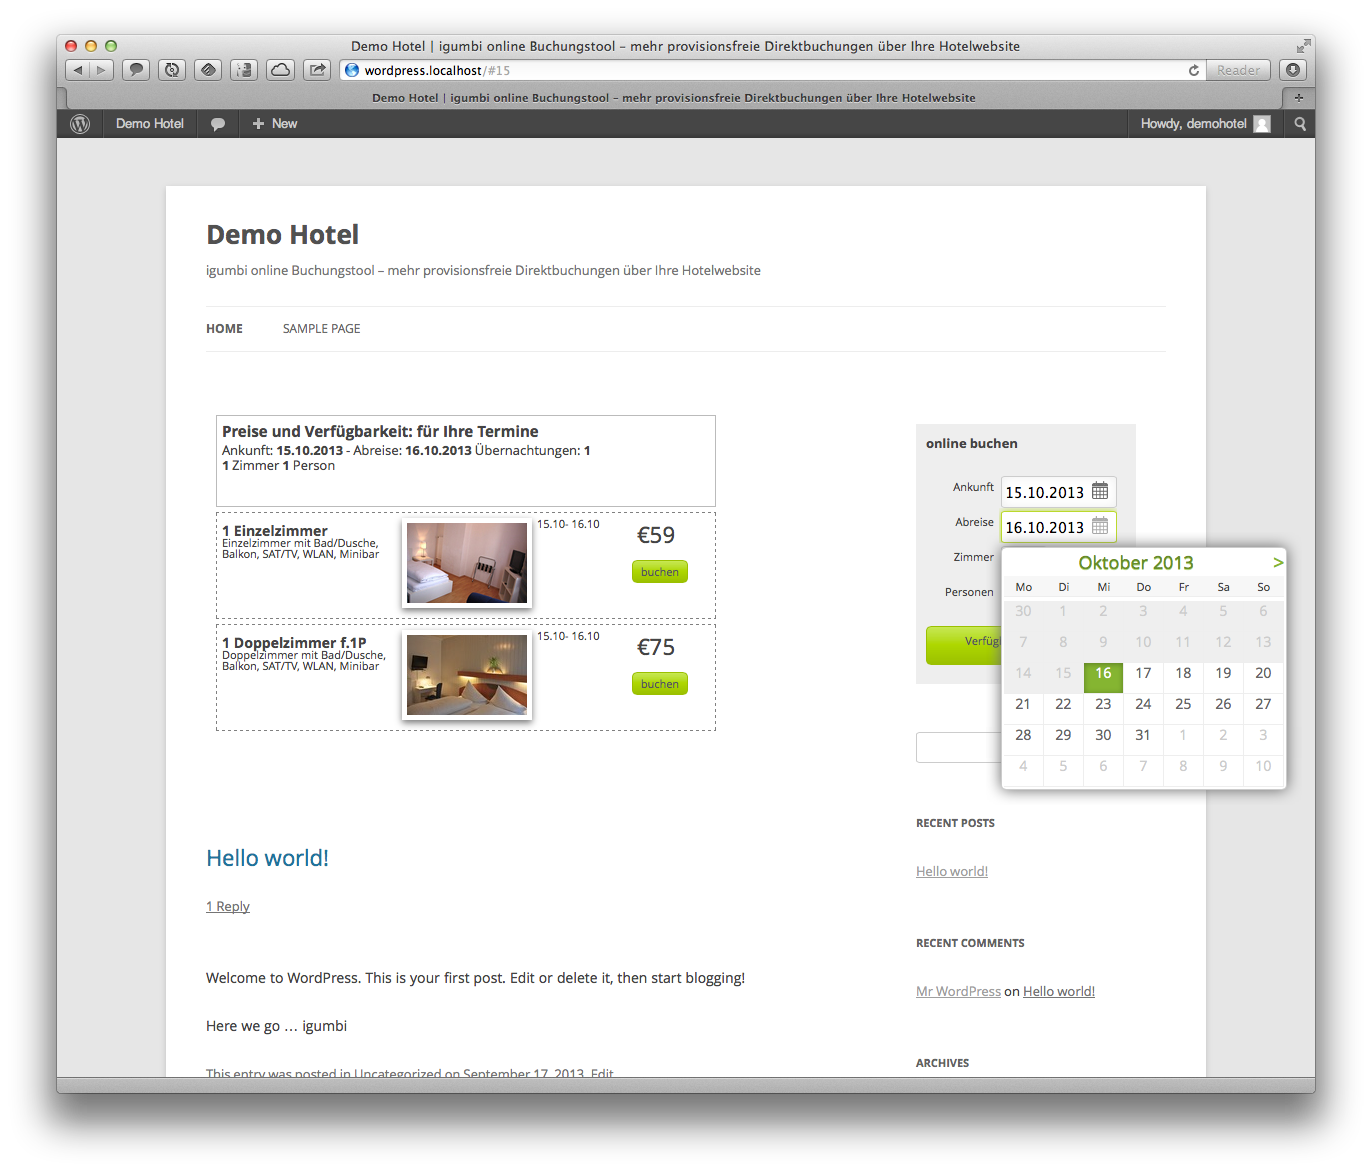 Demo Hotel | igumbi online Buchungstool – mehr provisionsfreie Direktbuchungen über Ihre Hotelwebsite
wordpress.localhost/#15
Reader
Demo Hotel | igumbi online Buchungstool – mehr provisionsfreie Direktbuchungen über Ihre Hotelwebsite
Demo Hotel
+ New
Howdy, demohotel
Demo Hotel
igumbi online Buchungstool – mehr provisionsfreie Direktbuchungen über Ihre Hotelwebsite
HOME
SAMPLE PAGE
Preise und Verfügbarkeit: für Ihre Termine
Ankunft: 15.10.2013 - Abreise: 16.10.2013 Übernachtungen: 1
1 Zimmer 1 Person
1 Einzelzimmer
Einzelzimmer mit Bad/Dusche,
Balkon, SAT/TV, WLAN, Minibar
15.10- 16.10
€59
buchen
1 Doppelzimmer f.1P
Doppelzimmer mit Bad/Dusche,
Balkon, SAT/TV, WLAN, Minibar
15.10- 16.10
€75
buchen
online buchen
Ankunft 15.10.2013
Abreise 16.10.2013
Zimmer
Personen
Oktober 2013 >
Mo Di Mi Do Fr Sa So
30 1 2 3 4 5 6
7 8 9 10 11 12 13
14 15 16 17 18 19 20
21 22 23 24 25 26 27
28 29 30 31 1 2 3
4 5 6 7 8 9 10
Hello world!
1 Reply
Welcome to WordPress. This is your first post. Edit or delete it, then start blogging!
Here we go … igumbi
This entry was posted in Uncategorized on September 17, 2013. Edit
RECENT POSTS
Hello world!
RECENT COMMENTS
Mr WordPress on Hello world!
ARCHIVES